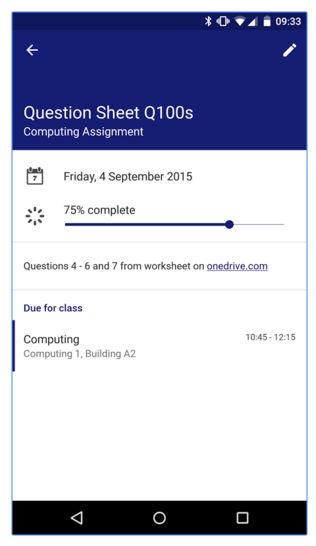 09:33
Question Sheet Q100s
Computing Assignment
7
Friday, 4 September 2015
75% complete
Questions 4 - 6 and 7 from worksheet on onedrive.com
Due for class
Computing
10:45 - 12:15
Computing 1, Building A2